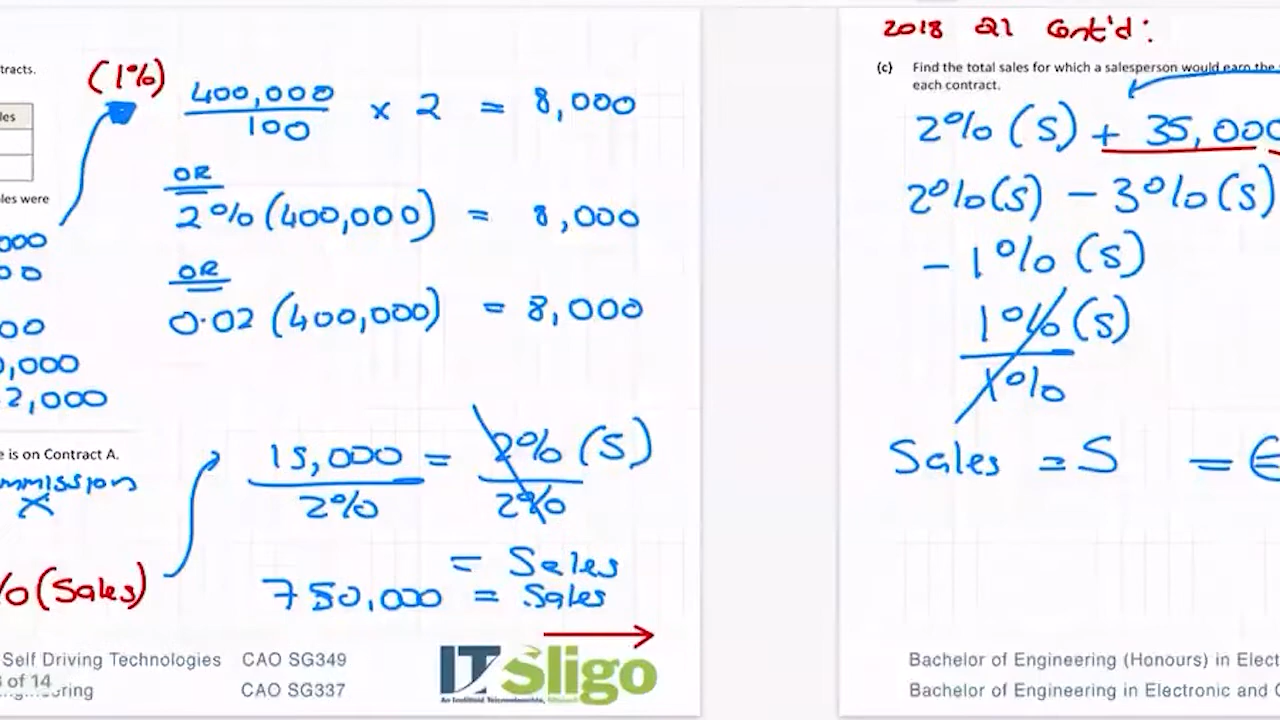 tracts.
les
les were
000
00
00
0,000
2,000
e is on Contract A.
mmission
x
% (Sales)
Self Driving Technologies CAO SG349
of 14
CAO SG337
(1%)
400,000
100
x 2 = 8,000
OR
2% (400,000) = 8,000
OR
0.02 (400,000) = 8,000
15,000 = 2% (S)
2% 2%
= Sales
750,000 = Sales
IT Sligo
2018 Q1 Cont'd:
(c) Find the total sales for which a salesperson would earn the
each contract.
2% (S) + 35,000
2% (S) - 3% (S)
- 1% (S)
1% (S)
1%
Sales = S = €
Bachelor of Engineering (Honours) in Elect
Bachelor of Engineering in Electronic and C